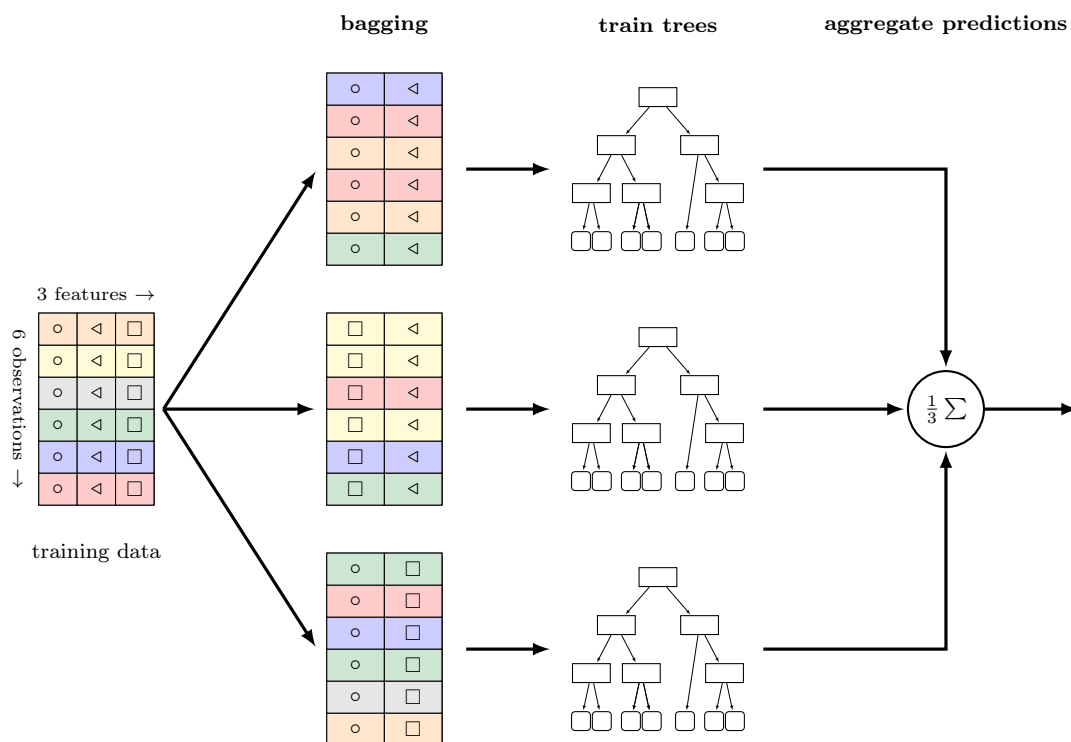 bagging
train trees
aggregate predictions
3 features →
6 observations →
training data
1/3 ∑